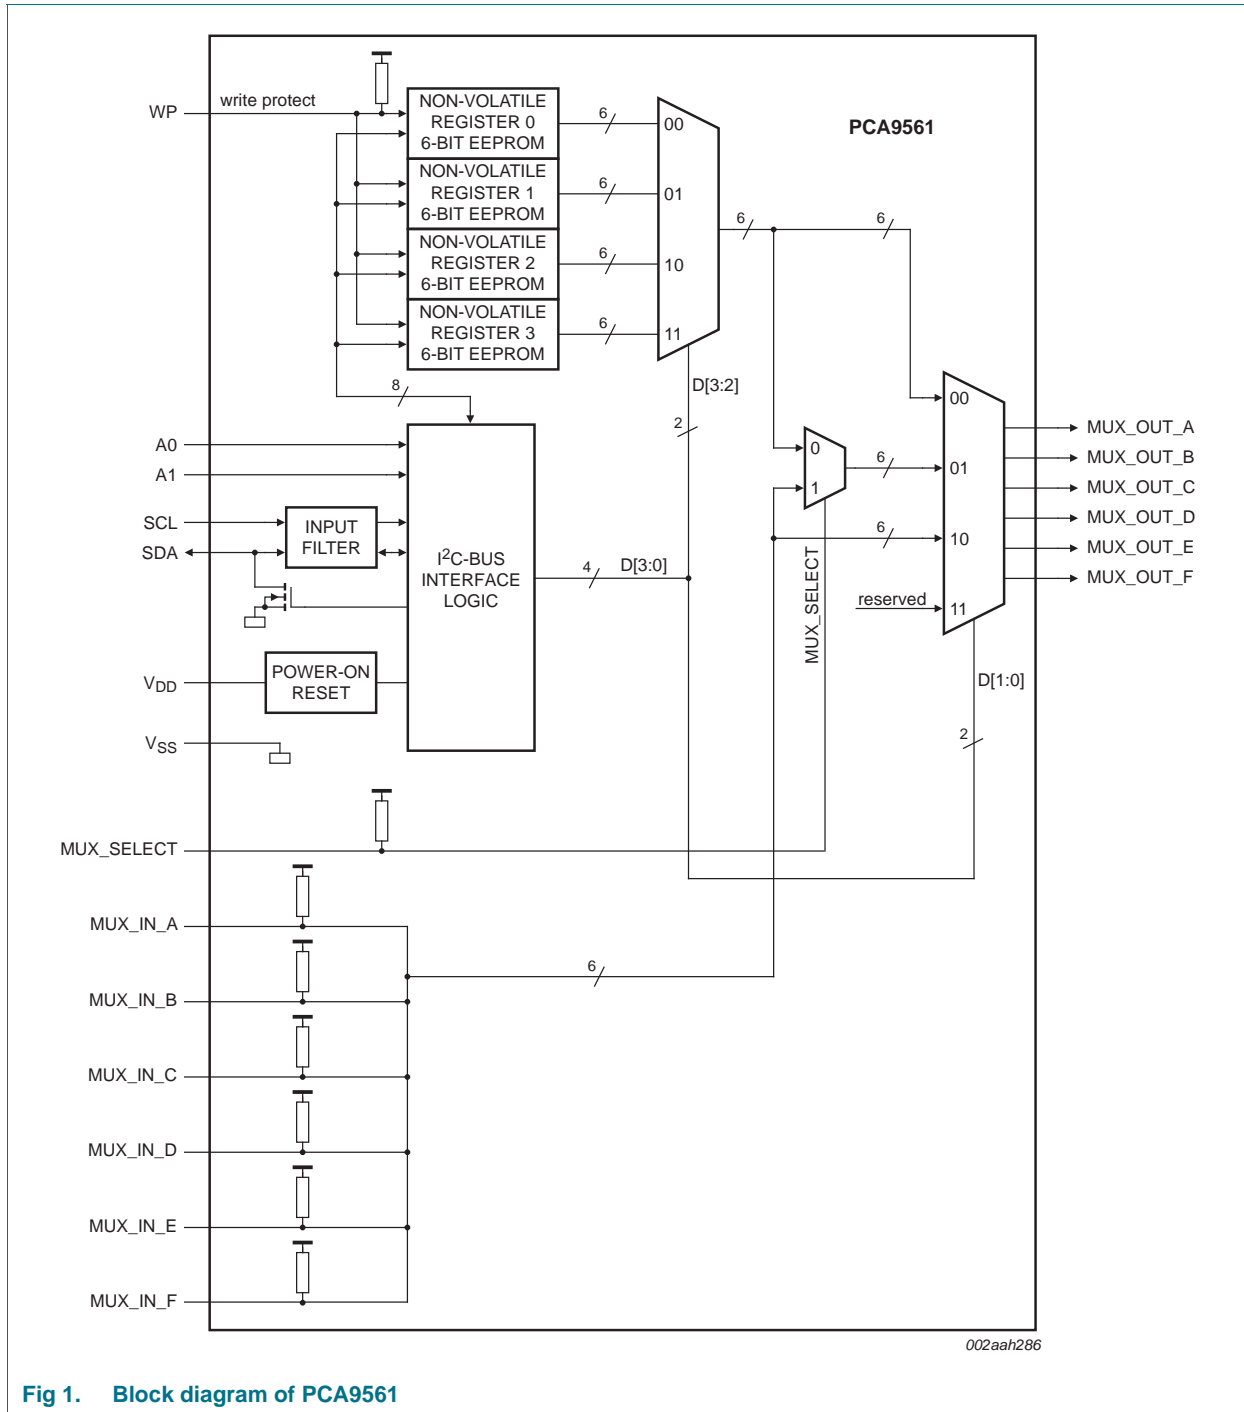 WP
write protect
NON-VOLATILE
REGISTER 0
6-BIT EEPROM
6
00
PCA9561
NON-VOLATILE
REGISTER 1
6-BIT EEPROM
6
01
NON-VOLATILE
REGISTER 2
6-BIT EEPROM
6
10
NON-VOLATILE
REGISTER 3
6-BIT EEPROM
6
11
6
6
8
D[3:2]
2
A0
A1
SCL
SDA
INPUT
FILTER
I2C-BUS
INTERFACE
LOGIC
4
D[3:0]
0
1
6
6
MUX_SELECT
reserved
00
01
10
11
MUX_OUT_A
MUX_OUT_B
MUX_OUT_C
MUX_OUT_D
MUX_OUT_E
MUX_OUT_F
D[1:0]
2
VDD
POWER-ON
RESET
VSS
MUX_SELECT
MUX_IN_A
MUX_IN_B
MUX_IN_C
MUX_IN_D
MUX_IN_E
MUX_IN_F
6
002aah286
Fig 1. Block diagram of PCA9561